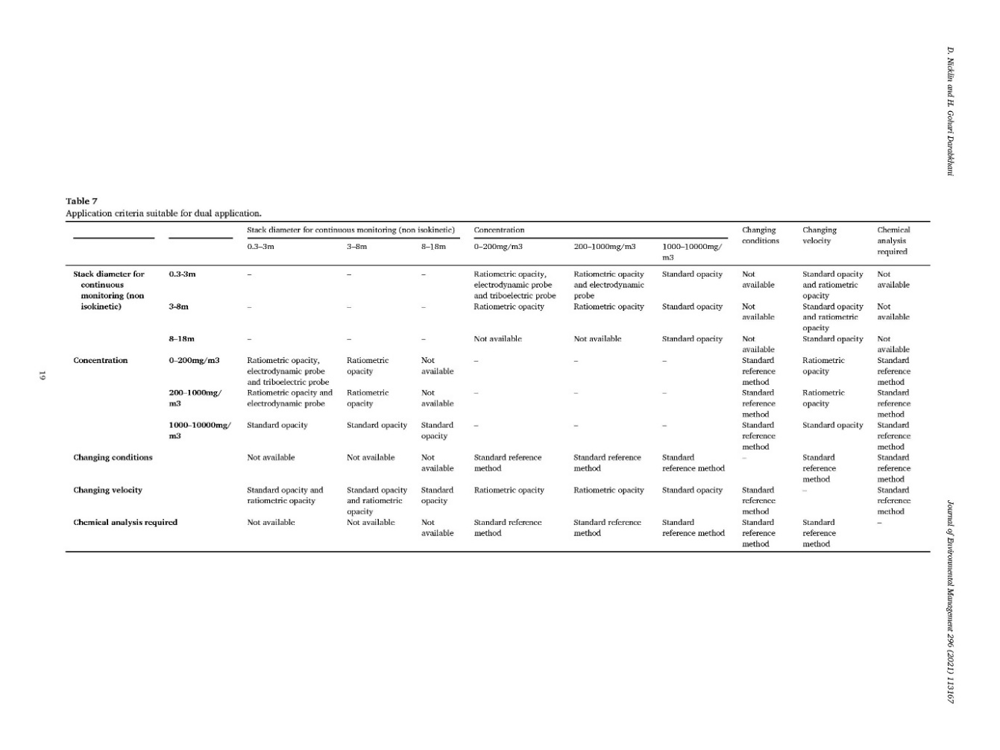 D. Nicklin and H. Gohari Darabkhani
Table 7
Application criteria suitable for dual application.
Stack diameter for continuous monitoring (non isokinetic) Concentration Changing conditions Changing velocity Chemical analysis required
0.3–3m 3–8m 8–18m 0–200mg/m3 200–1000mg/m3 1000–10000mg/m3
Stack diameter for continuous monitoring (non isokinetic) 0.3-3m – – – Ratiometric opacity, electrodynamic probe and triboelectric probe Ratiometric opacity and electrodynamic probe Standard opacity Not available Standard opacity and ratiometric opacity Not available
3-8m – – – Ratiometric opacity Ratiometric opacity Standard opacity Not available Standard opacity and ratiometric opacity Not available
8–18m – – – Not available Not available Standard opacity Not available Standard opacity Not available
Concentration 0–200mg/m3 Ratiometric opacity, electrodynamic probe and triboelectric probe Ratiometric opacity Not available – – – Standard reference method Ratiometric opacity Standard reference method
200–1000mg/m3 Ratiometric opacity and electrodynamic probe Ratiometric opacity Not available – – – Standard reference method Ratiometric opacity Standard reference method
1000–10000mg/m3 Standard opacity Standard opacity Standard opacity – – – Standard reference method Standard opacity Standard reference method
Changing conditions Not available Not available Not available Standard reference method Standard reference method Standard reference method – Standard reference method Standard reference method
Changing velocity Standard opacity and ratiometric opacity Standard opacity and ratiometric opacity Standard opacity Ratiometric opacity Ratiometric opacity Standard opacity Standard reference method – Standard reference method
Chemical analysis required Not available Not available Not available Standard reference method Standard reference method Standard reference method Standard reference method Standard reference method –
19
Journal of Environmental Management 296 (2021) 113167